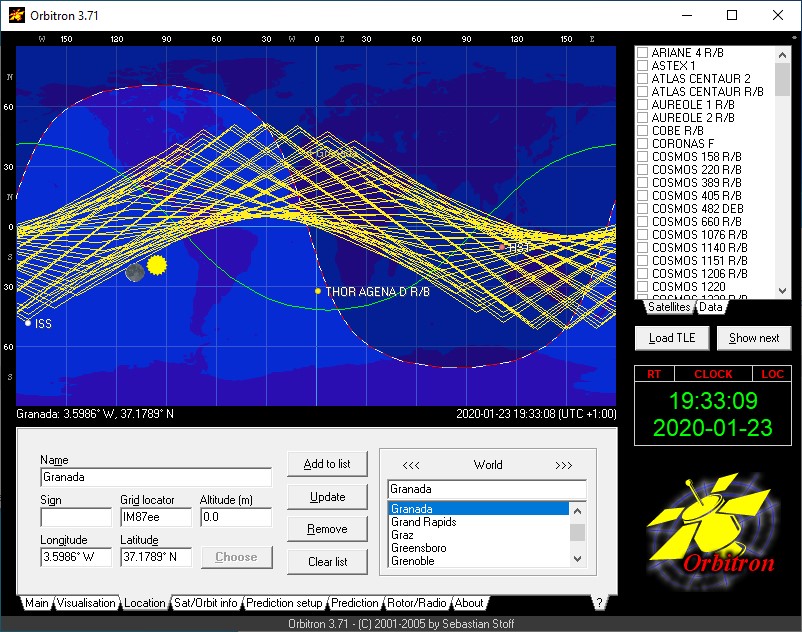 Orbitron 3.71
W 150 120 90 60 30 W 0 E 30 60 90 120 150 E
N
60
30
N
0
S
30
60
S
Granada
HST
THOR AGENA D R/B
ISS
Granada: 3.5986° W, 37.1789° N
2020-01-23 19:33:08 (UTC +1:00)
ARIANE 4 R/B
ASTEX 1
ATLAS CENTAUR 2
ATLAS CENTAUR R/B
AUREOLE 1 R/B
AUREOLE 2 R/B
COBE R/B
CORONAS F
COSMOS 158 R/B
COSMOS 220 R/B
COSMOS 389 R/B
COSMOS 405 R/B
COSMOS 482 DEB
COSMOS 660 R/B
COSMOS 1076 R/B
COSMOS 1140 R/B
COSMOS 1151 R/B
COSMOS 1206 R/B
COSMOS 1220
Satellites Data
Load TLE Show next
RT CLOCK LOC
19:33:09
2020-01-23
Orbitron
Name
Granada
Sign Grid locator Altitude (m)
IM87ee 0.0
Longitude Latitude
3.5986° W 37.1789° N Choose
Add to list
Update
Remove
Clear list
<<< World >>>
Granada
Granada
Grand Rapids
Graz
Greensboro
Grenoble
Main Visualisation Location Sat/Orbit info Prediction setup Prediction Rotor/Radio About ?
Orbitron 3.71 - (C) 2001-2005 by Sebastian Stoff